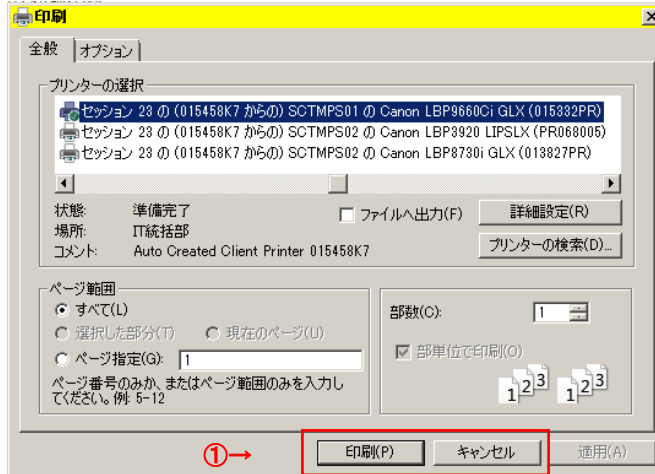 印刷
全般 オプション
プリンターの選択
セッション 23 の (015458K7 からの) SCTMPS01 の Canon LBP9660Ci GLX (015332PR)
セッション 23 の (015458K7 からの) SCTMPS02 の Canon LBP3920 LIPSLX (PR068005)
セッション 23 の (015458K7 からの) SCTMPS02 の Canon LBP8730i GLX (013827PR)
状態: 準備完了
ファイルへ出力(F) 詳細設定(R)
場所: IT統括部
コメント: Auto Created Client Printer 015458K7
プリンターの検索(D)...
ページ範囲
すべて(L)
選択した部分(T) 現在のページ(U)
ページ指定(G): 1
ページ番号のみか、またはページ範囲のみを入力し
てください。例: 5-12
部数(C): 1
部単位で印刷(O)
1 2 3 1 2 3
①→ 印刷(P) キャンセル 適用(A)